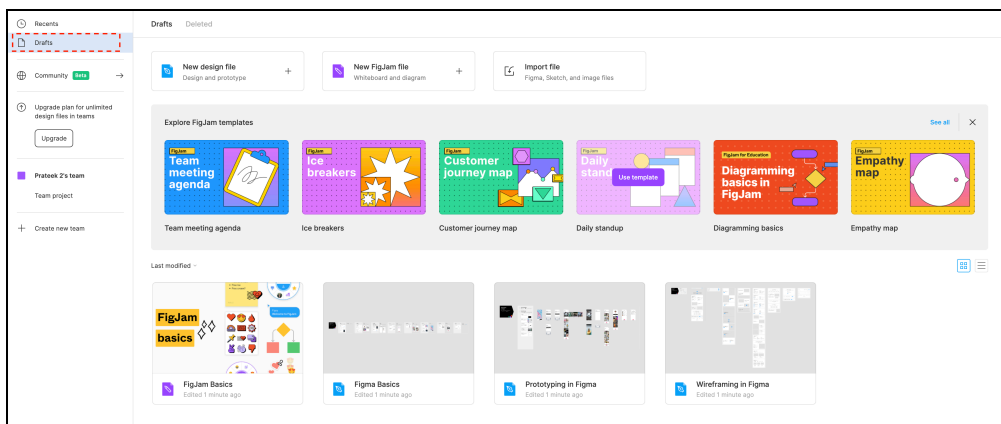 Recents
Drafts
Community Beta
Upgrade plan for unlimited
design files in teams
Upgrade
Prateek 2's team
Team project
Create new team
Drafts Deleted
New design file
Design and prototype
New FigJam file
Whiteboard and diagram
Import file
Figma, Sketch, and image files
Explore FigJam templates
See all
FigJam
Team
meeting
agenda
Team meeting agenda
FigJam
Ice
breakers
Ice breakers
FigJam
Customer
journey map
Customer journey map
FigJam
Daily
Use template
Daily standup
FigJam for Education
Diagramming
basics in
FigJam
Diagramming basics
FigJam
Empathy
map
Empathy map
Last modified
FigJam
basics
FigJam Basics
Edited 1 minute ago
Figma Basics
Edited 1 minute ago
Prototyping in Figma
Edited 1 minute ago
Wireframing in Figma
Edited 1 minute ago